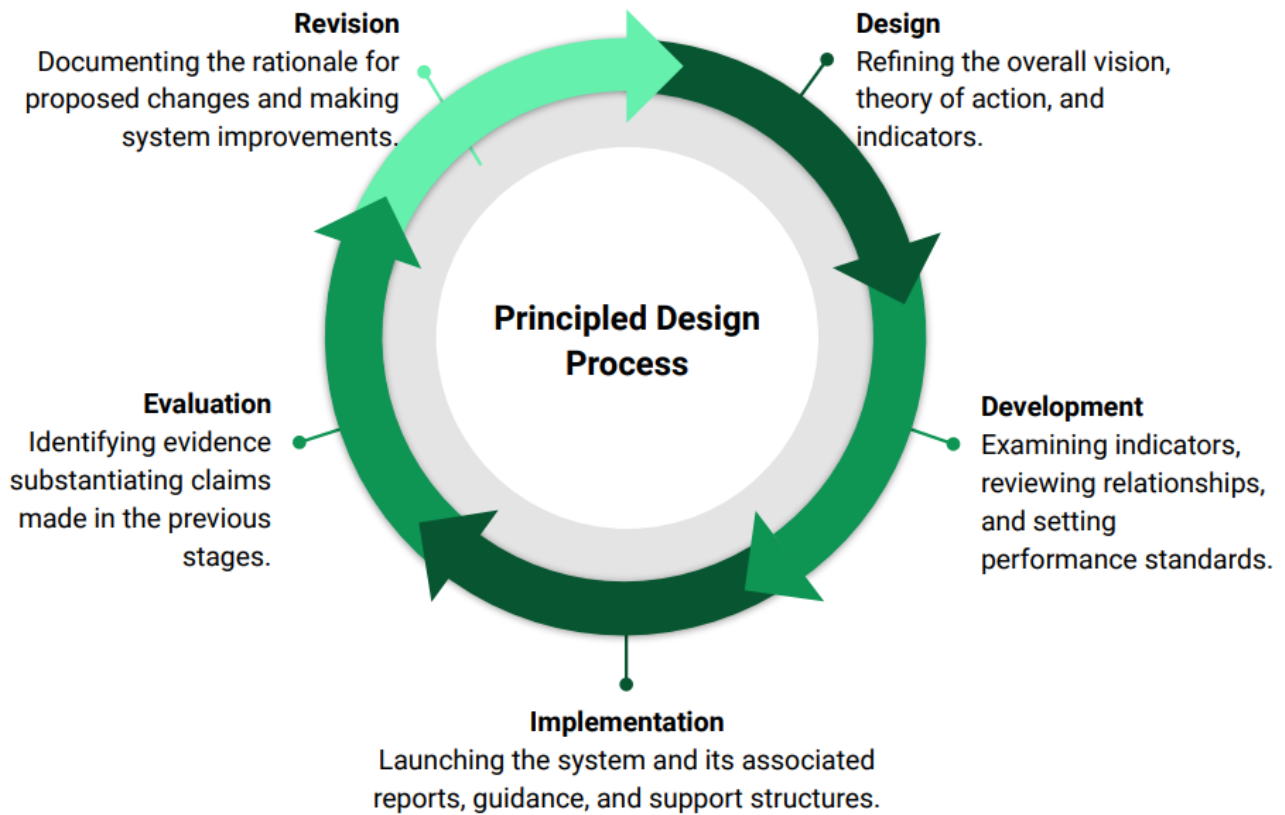 Revision
Documenting the rationale for
proposed changes and making
system improvements.
Design
Refining the overall vision,
theory of action, and
indicators.
Principled Design
Process
Evaluation
Identifying evidence
substantiating claims
made in the previous
stages.
Development
Examining indicators,
reviewing relationships,
and setting
performance standards.
Implementation
Launching the system and its associated
reports, guidance, and support structures.